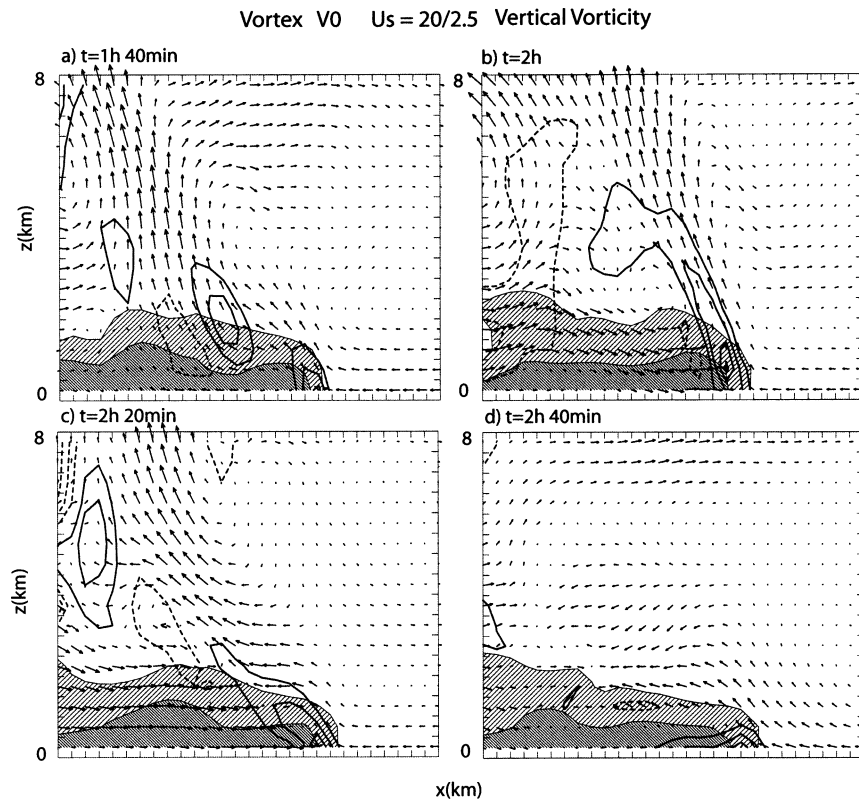 Vortex V0 Us = 20/2.5 Vertical Vorticity
a) t=1h 40min
b) t=2h
8
8
z(km)
0
0
c) t=2h 20min
d) t=2h 40min
8
8
z(km)
0
0
x(km)